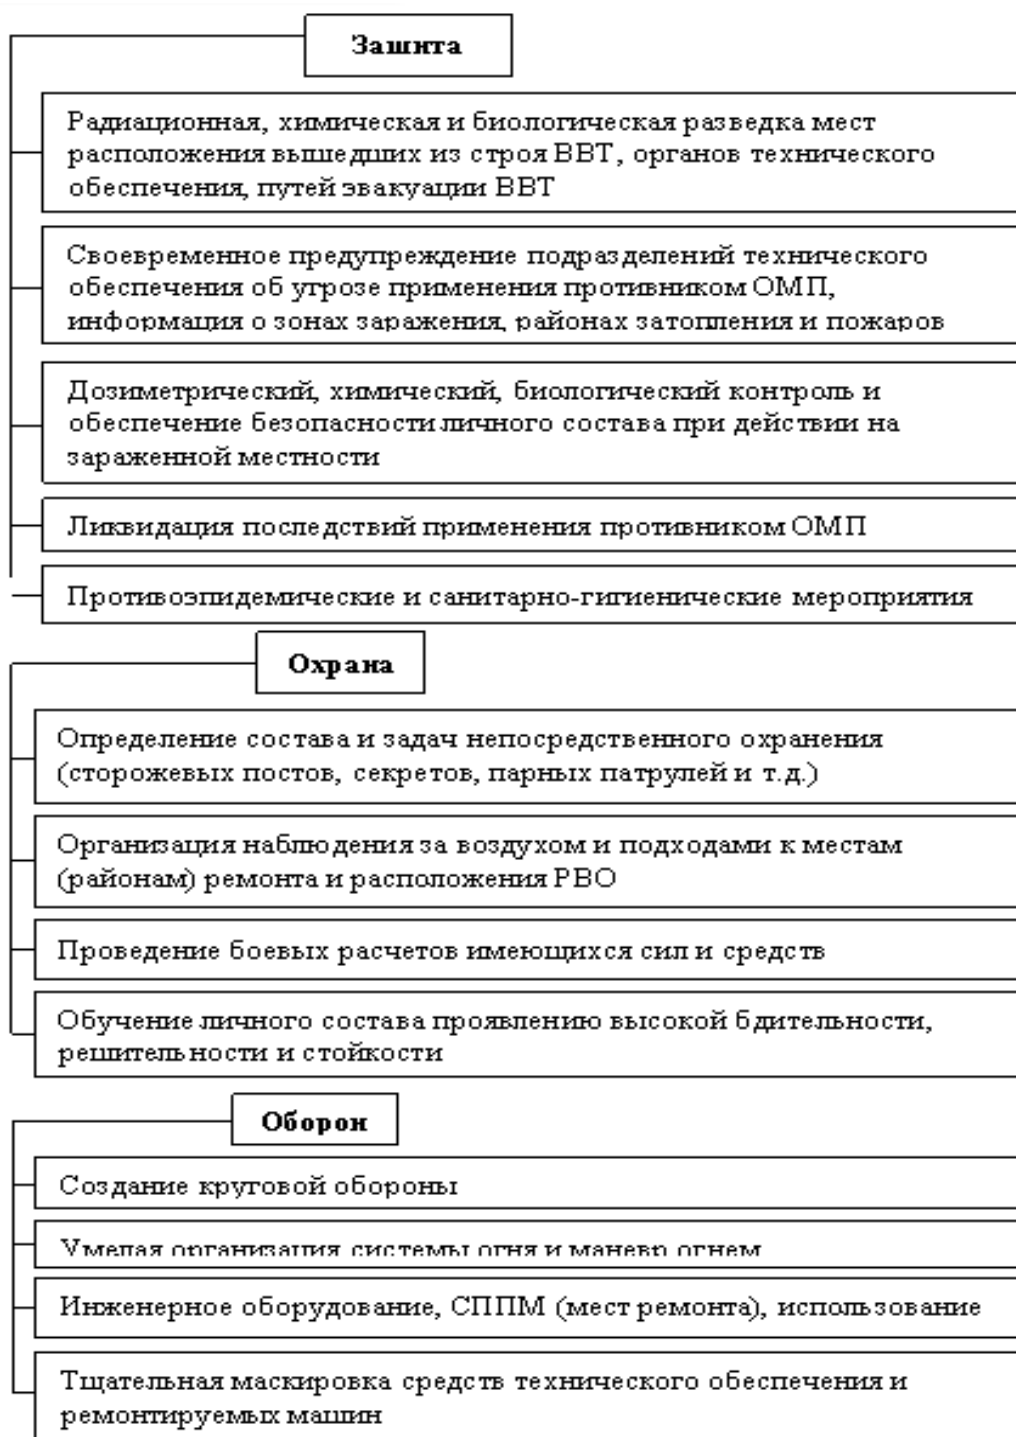 Защита
Радиационная, химическая и биологическая разведка мест
расположения вышедших из строя ВВТ, органов технического
обеспечения, путей эвакуации ВВТ
Своевременное предупреждение подразделений технического
обеспечения об угрозе применения противником ОМП,
информация о зонах заражения, районах затопления и пожаров
Дозиметрический, химический, биологический контроль и
обеспечение безопасности личного состава при действии на
зараженной местности
Ликвидация последствий применения противником ОМП
Противоэпидемические и санитарно-гигиенические мероприятия
Охрана
Определение состава и задач непосредственного охранения
(сторожевых постов, секретов, парных патрулей и т.д.)
Организация наблюдения за воздухом и подходами к местам
(районам) ремонта и расположения РВО
Проведение боевых расчетов имеющихся сил и средств
Обучение личного состава проявлению высокой бдительности,
решительности и стойкости
Оборон
Создание круговой обороны
Умелая организация системы огня и маневр огнем
Инженерное оборудование, СППМ (мест ремонта), использование
Тщательная маскировка средств технического обеспечения и
ремонтируемых машин